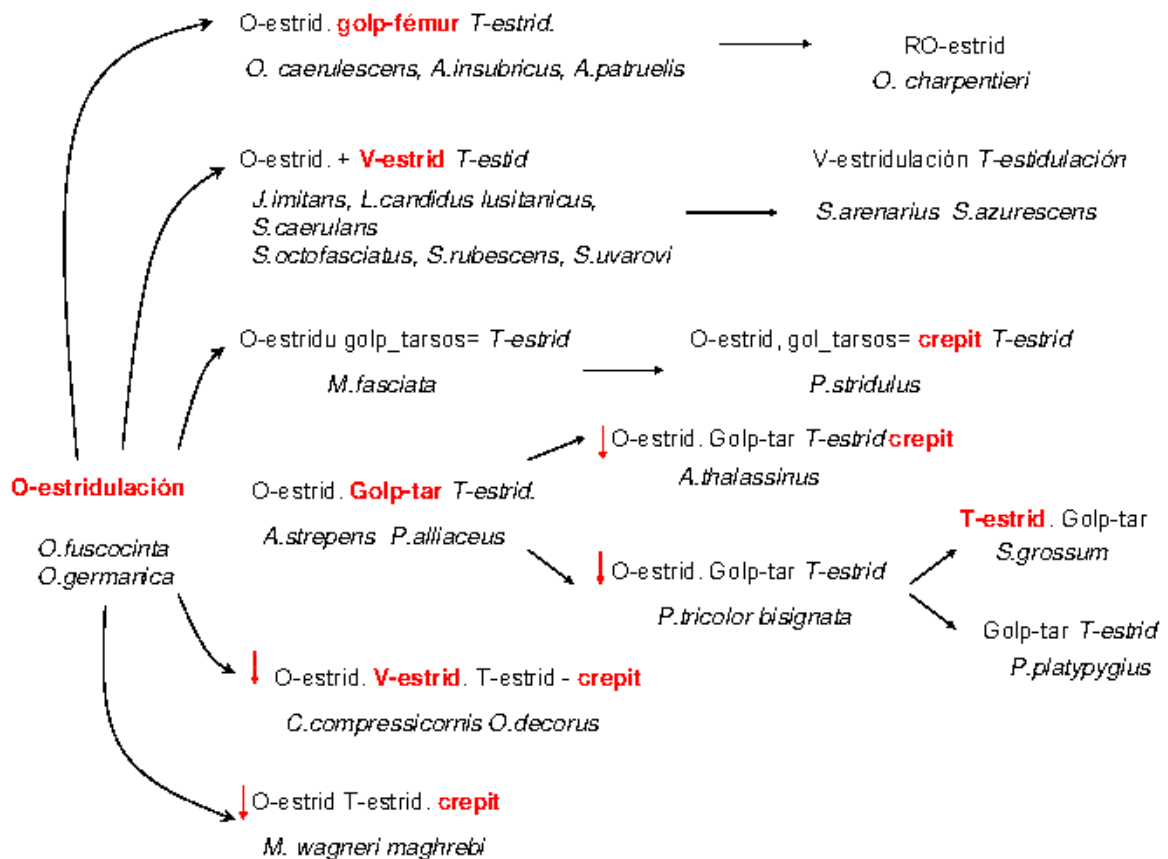 O-estrid. golp-fémur T-estrid.
O. caerulescens, A.insubricus, A.patruelis
RO-estrid
O. charpentieri
O-estrid. + V-estrid T-estid
J.imitans, L.candidus lusitanicus,
S.caerulans
S.octofasciatus, S.rubescens, S.uvarovi
V-estridulación T-estidulación
S.arenarius S.azurescens
O-estridu golp_tarsos= T-estrid
M.fasciata
O-estrid, gol_tarsos= crepit T-estrid
P.stridulus
O-estridulación
O.fuscocinta
O.germanica
O-estrid. Golp-tar T-estrid.
A.strepens P.alliaceus
O-estrid. Golp-tar T-estrid crepit
A.thalassinus
O-estrid. Golp-tar T-estrid
P.tricolor bisignata
T-estrid. Golp-tar
S.grossum
Golp-tar T-estrid
P.platypygius
O-estrid. V-estrid. T-estrid - crepit
C.compressicornis O.decorus
O-estrid T-estrid. crepit
M. wagneri maghrebi